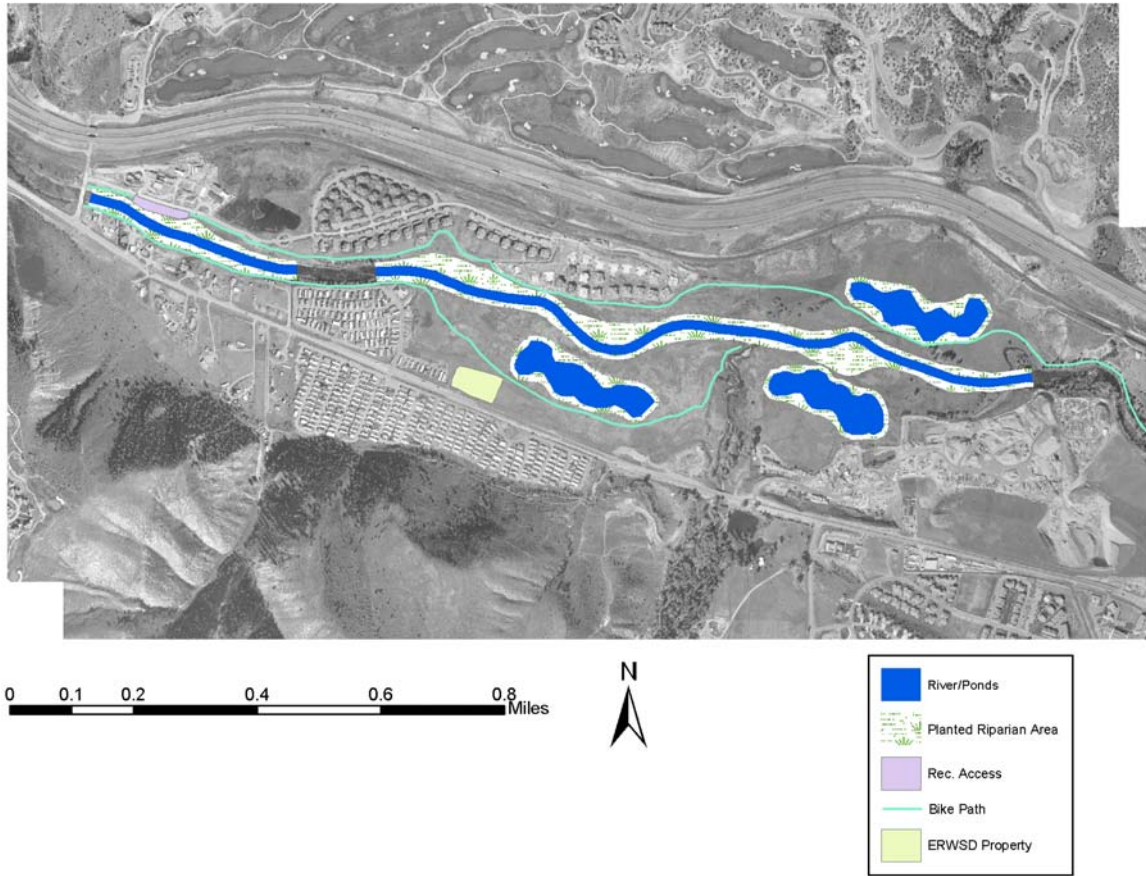 0 0.1 0.2 0.4 0.6 0.8
Miles
N
River/Ponds
Planted Riparian Area
Rec. Access
Bike Path
ERWSD Property